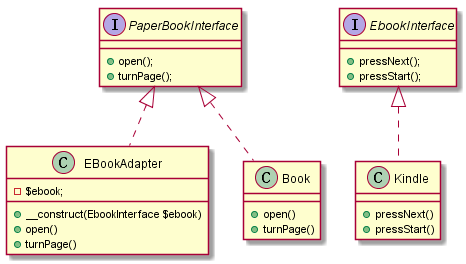 I PaperBookInterface
open();
turnPage();
I EbookInterface
pressNext();
pressStart();
C EBookAdapter
$ebook;
__construct(EbookInterface $ebook)
open()
turnPage()
C Book
open()
turnPage()
C Kindle
pressNext()
pressStart()